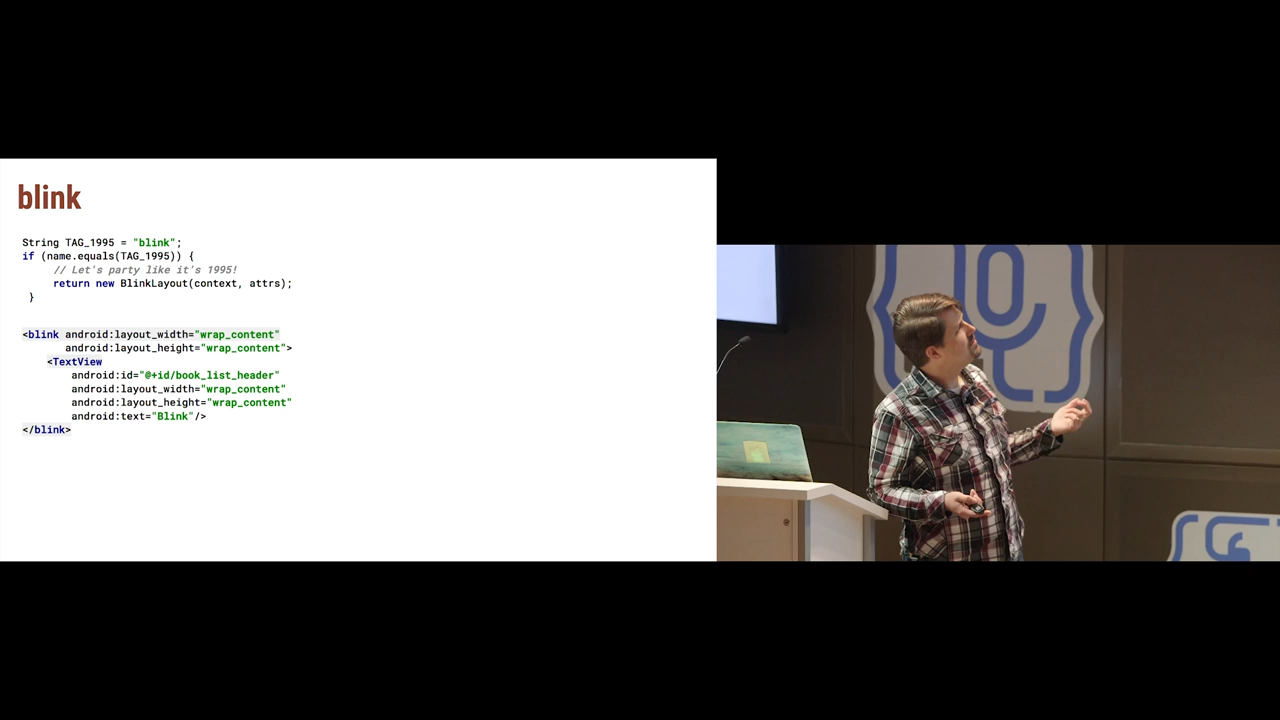 blink
String TAG_1995 = "blink";
if (name.equals(TAG_1995)) {
// Let's party like it's 1995!
return new BlinkLayout(context, attrs);
}
<blink android:layout_width="wrap_content"
android:layout_height="wrap_content">
<TextView
android:id="@+id/book_list_header"
android:layout_width="wrap_content"
android:layout_height="wrap_content"
android:text="Blink"/>
</blink>